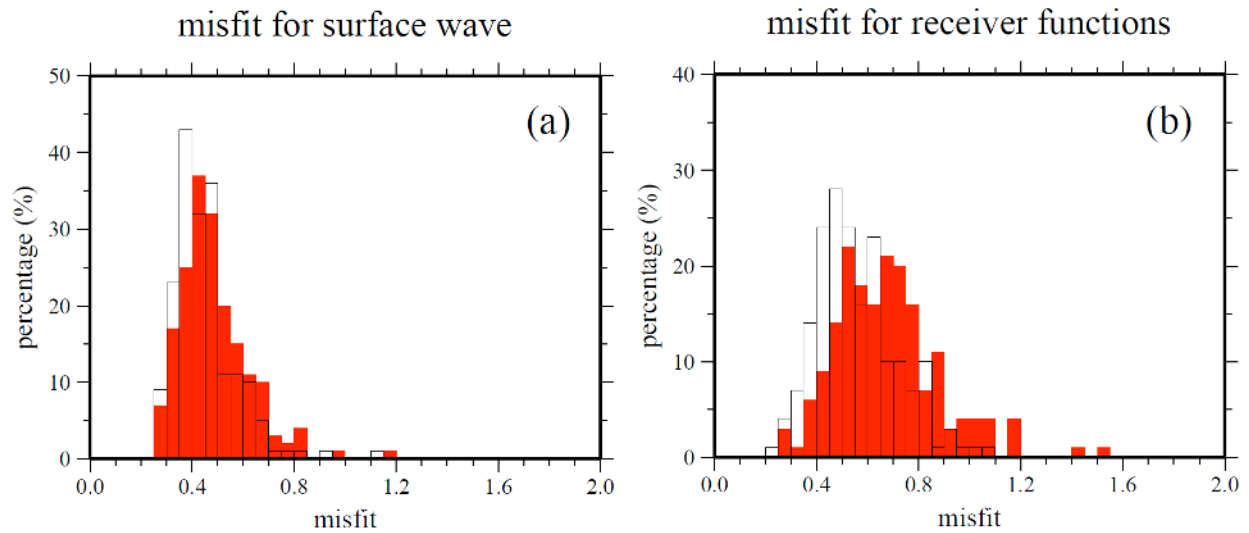 misfit for surface wave
misfit for receiver functions
(a)
percentage (%)
50
40
30
20
10
0
0.0 0.4 0.8 1.2 1.6 2.0
misfit
(b)
percentage (%)
40
30
20
10
0
0.0 0.4 0.8 1.2 1.6 2.0
misfit